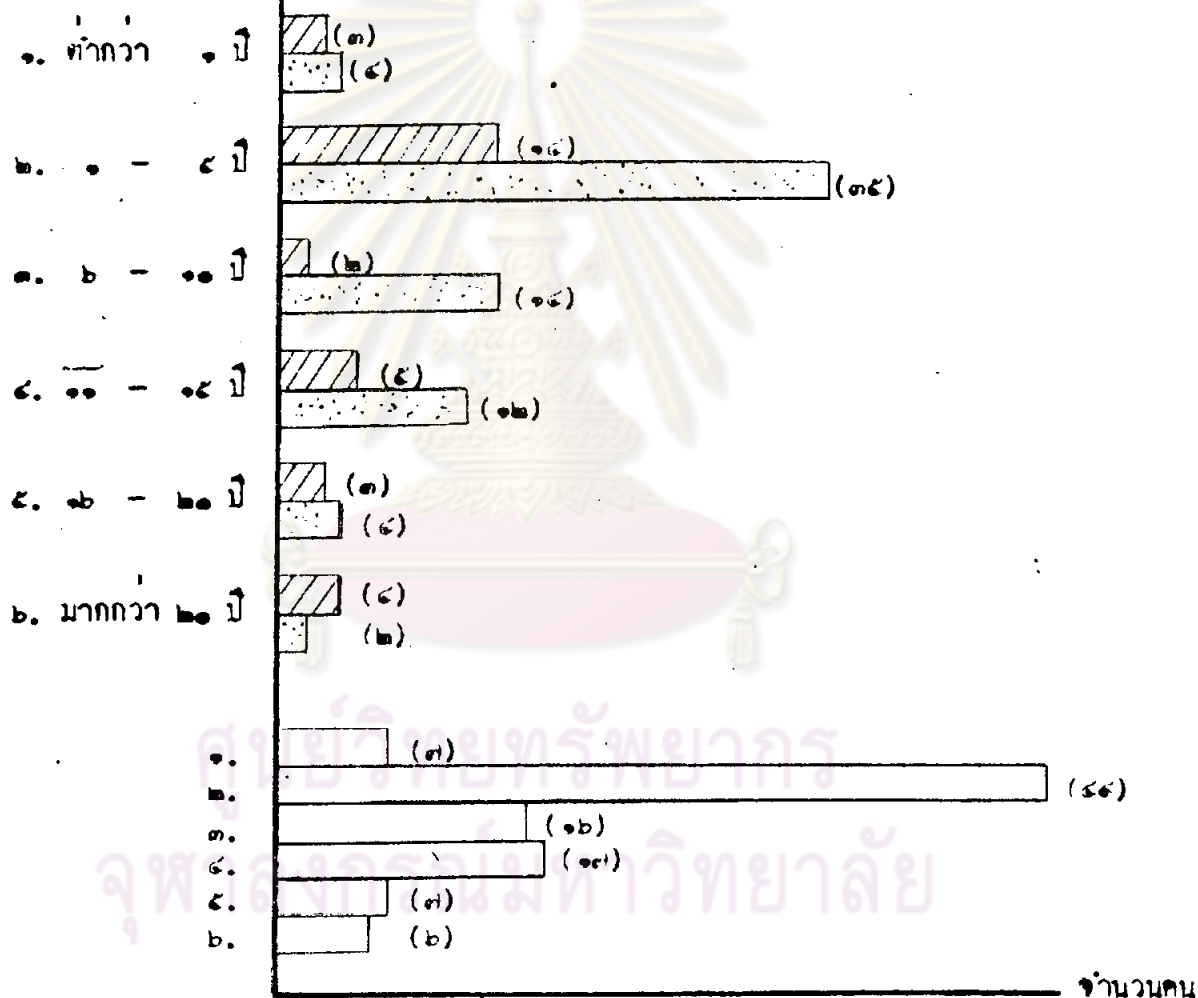 ๑. ต่ำกว่า ๑ ปี (๓)
(๔)
๒. ๑ - ๕ ปี (๑๔)
(๓๕)
๓. ๖ - ๑๐ ปี (๒)
(๑๔)
๔. ๑๑ - ๑๕ ปี (๕)
(๑๒)
๕. ๑๖ - ๒๐ ปี (๓)
(๔)
๖. มากกว่า ๒๐ ปี (๔)
(๒)
ศูนย์วิทยทรัพยากร
๑. (๗)
๒. (๔๙)
๓. (๑๖)
๔. (๑๗)
จุฬาลงกรณ์มหาวิทยาลัย
๕. (๗)
๖. (๖)
จำนวนคน